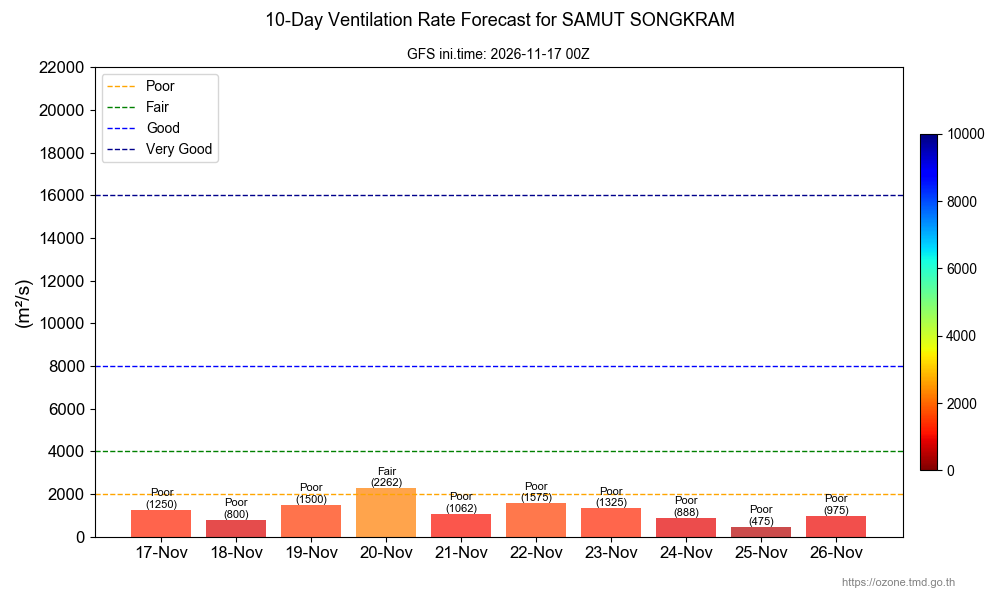 10-Day Ventilation Rate Forecast for SAMUT SONGKRAM
GFS ini.time: 2026-11-17 00Z
Poor
Fair
Good
Very Good
22000
20000
18000
16000
14000
12000
10000
8000
6000
4000
2000
0
(m²/s)
Poor
(1250)
Poor
(800)
Poor
(1500)
Fair
(2262)
Poor
(1062)
Poor
(1575)
Poor
(1325)
Poor
(888)
Poor
(475)
Poor
(975)
17-Nov
18-Nov
19-Nov
20-Nov
21-Nov
22-Nov
23-Nov
24-Nov
25-Nov
26-Nov
10000
8000
6000
4000
2000
0
https://ozone.tmd.go.th